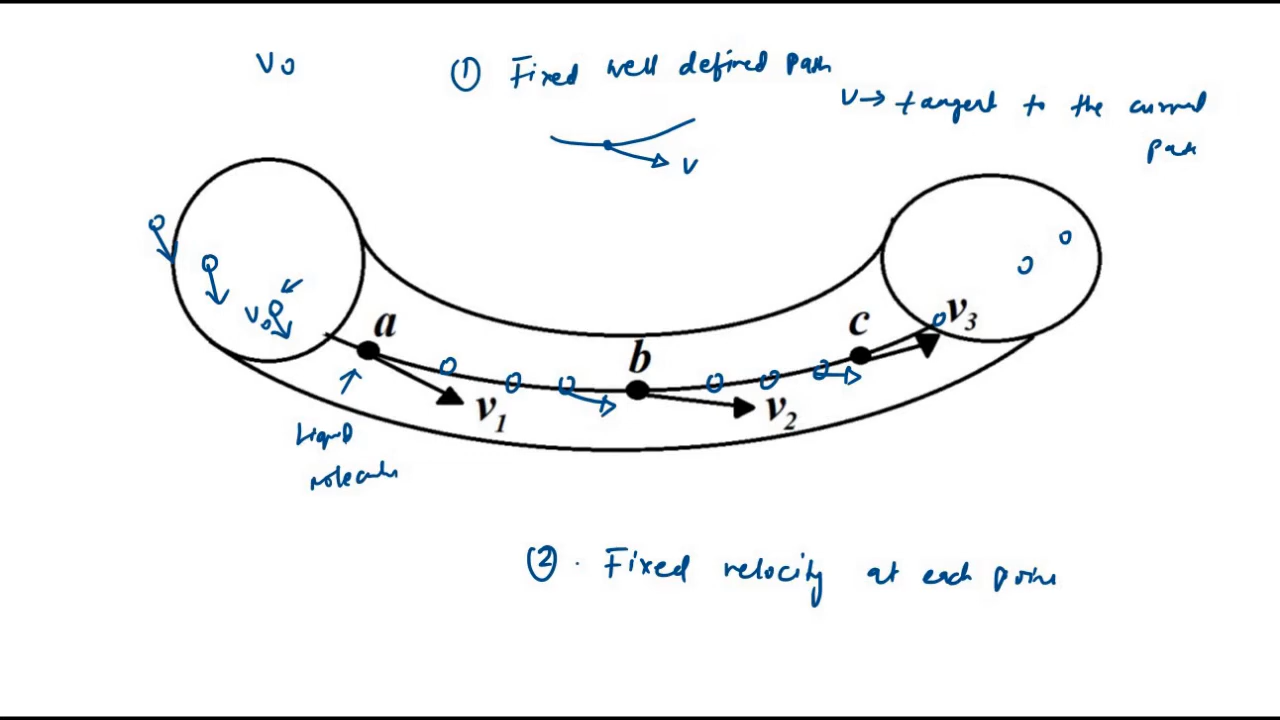 V0
① Fixed well defined path
V→ tangent to the curved
path
V
V0
a
b
c
v3
v1
v2
Liquid
molecules
② . Fixed velocity at each point